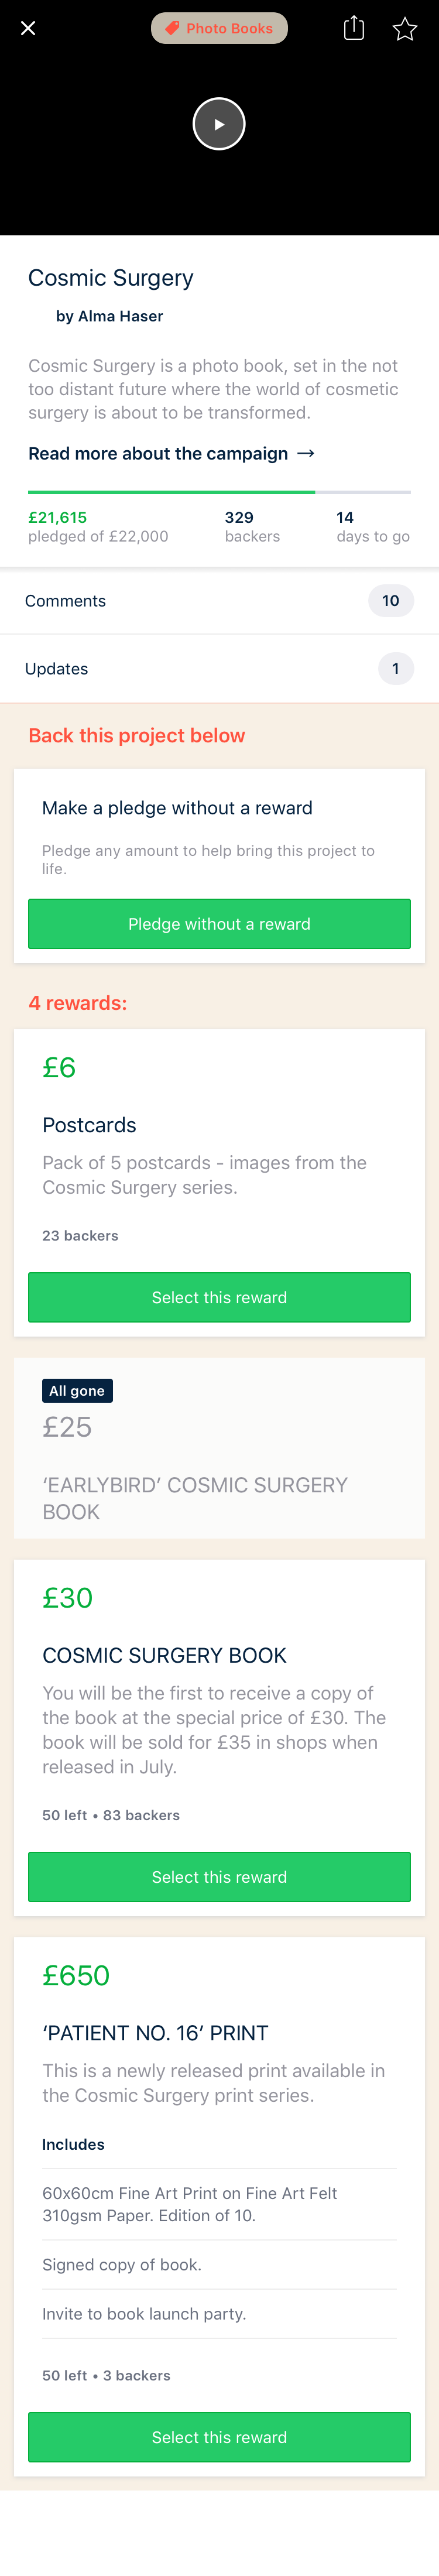 Photo Books
Cosmic Surgery
by Alma Haser
Cosmic Surgery is a photo book, set in the not
too distant future where the world of cosmetic
surgery is about to be transformed.
Read more about the campaign →
£21,615
pledged of £22,000
329
backers
14
days to go
Comments
10
Updates
1
Back this project below
Make a pledge without a reward
Pledge any amount to help bring this project to
life.
Pledge without a reward
4 rewards:
£6
Postcards
Pack of 5 postcards - images from the
Cosmic Surgery series.
23 backers
Select this reward
All gone
£25
‘EARLYBIRD’ COSMIC SURGERY
BOOK
£30
COSMIC SURGERY BOOK
You will be the first to receive a copy of
the book at the special price of £30. The
book will be sold for £35 in shops when
released in July.
50 left • 83 backers
Select this reward
£650
‘PATIENT NO. 16’ PRINT
This is a newly released print available in
the Cosmic Surgery print series.
Includes
60x60cm Fine Art Print on Fine Art Felt
310gsm Paper. Edition of 10.
Signed copy of book.
Invite to book launch party.
50 left • 3 backers
Select this reward